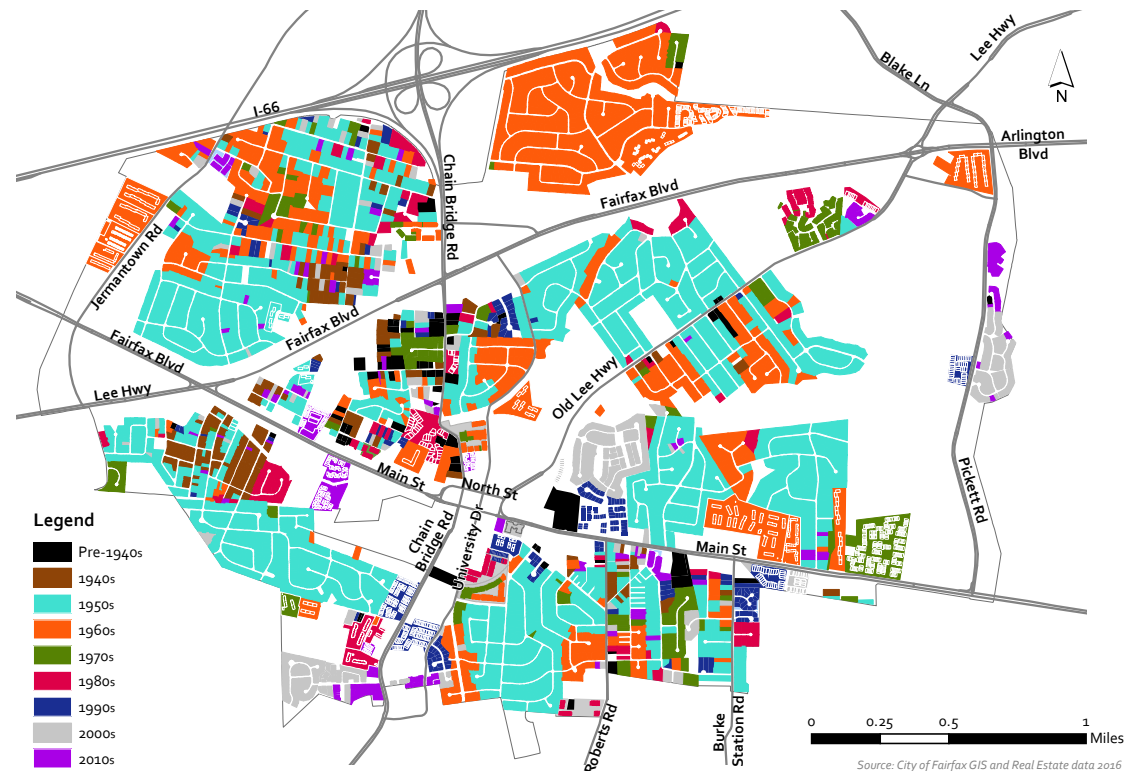 Lee Hwy
Blake Ln
N
I-66
Arlington
Blvd
Chain Bridge Rd
Fairfax Blvd
Jermantown Rd
Fairfax Blvd
Fairfax Blvd
Lee Hwy
Old Lee Hwy
Main St
North St
Pickett Rd
Chain
Bridge Rd
University Dr
Main St
Legend
Pre-1940s
1940s
1950s
1960s
1970s
1980s
1990s
2000s
2010s
Roberts Rd
Burke
Station Rd
0 0.25 0.5 1
Miles
Source: City of Fairfax GIS and Real Estate data 2016